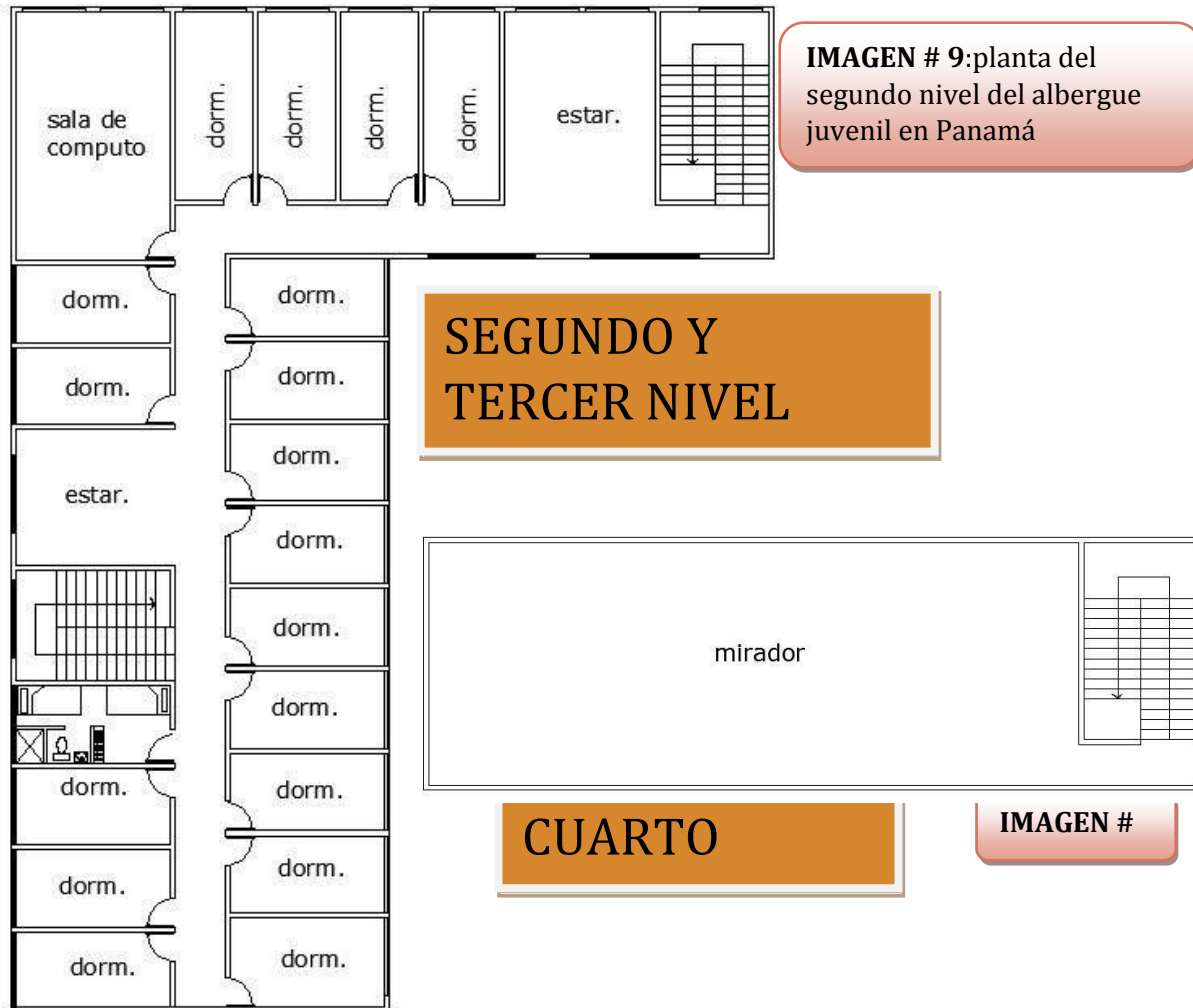 IMAGEN # 9:planta del
segundo nivel del albergue
juvenil en Panamá
sala de
computo
dorm.
dorm.
dorm.
dorm.
estar.
dorm.
dorm.
dorm.
dorm.
estar.
dorm.
dorm.
dorm.
dorm.
dorm.
dorm.
dorm.
dorm.
dorm.
dorm.
SEGUNDO Y
TERCER NIVEL
mirador
CUARTO
IMAGEN #